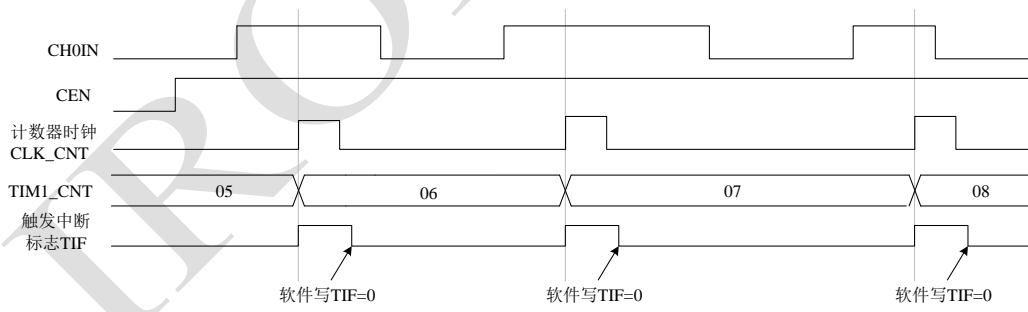 CH0IN
CEN
计数器时钟
CLK_CNT
TIM1_CNT 05 06 07 08
触发中断
标志TIF
软件写TIF=0 软件写TIF=0 软件写TIF=0